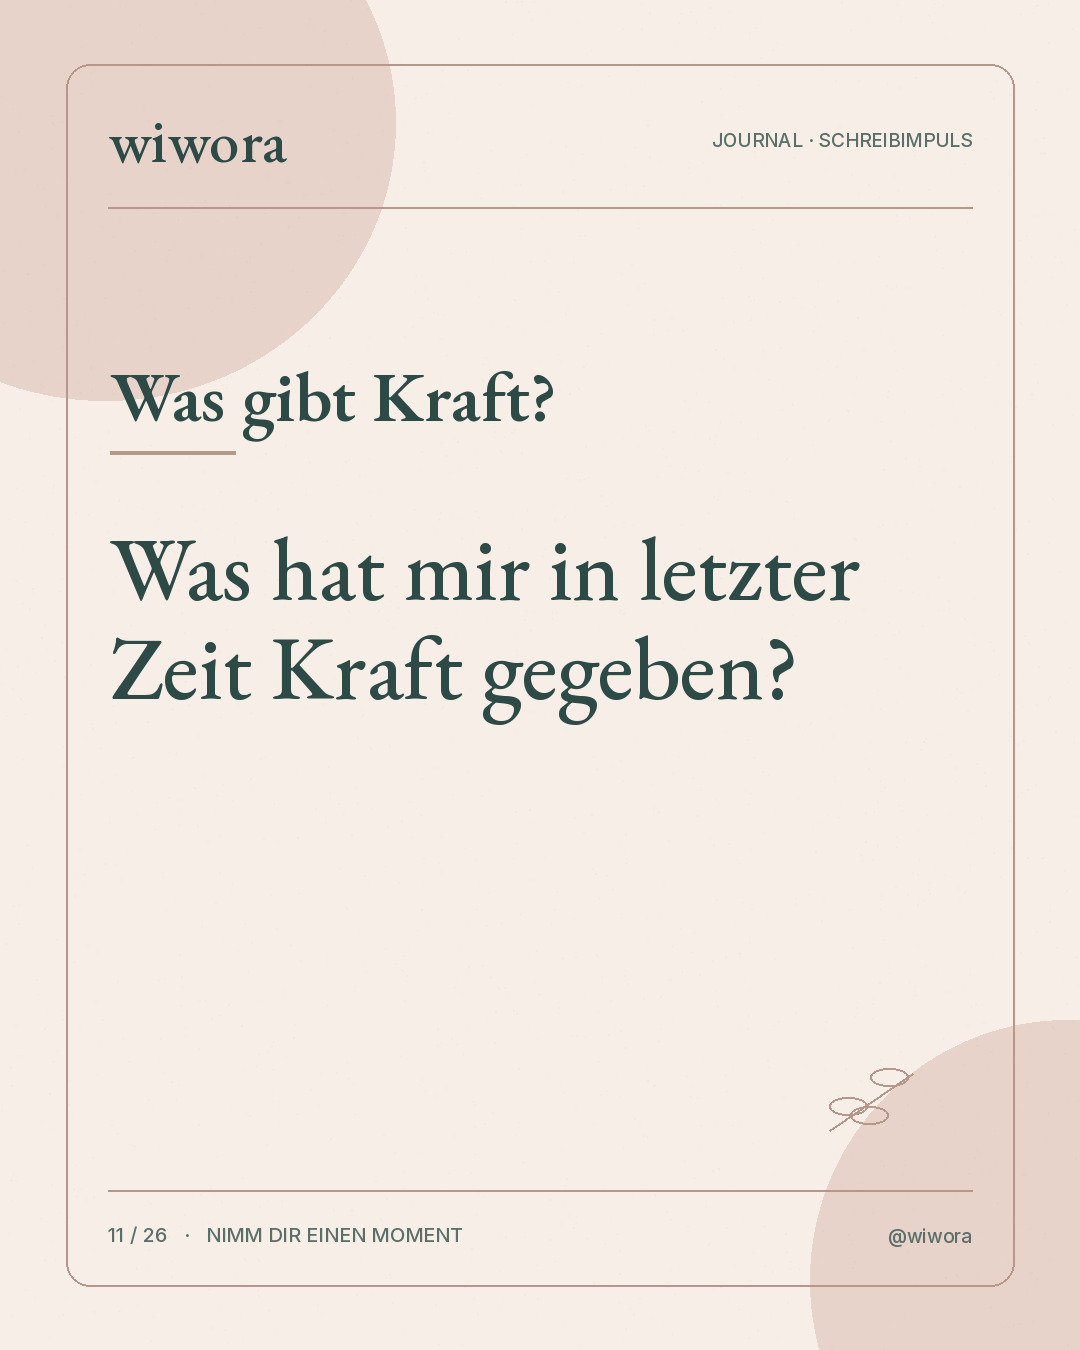 wiwora
JOURNAL · SCHREIBIMPULS
Was gibt Kraft?
Was hat mir in letzter
Zeit Kraft gegeben?
11 / 26 · NIMM DIR EINEN MOMENT
@wiwora